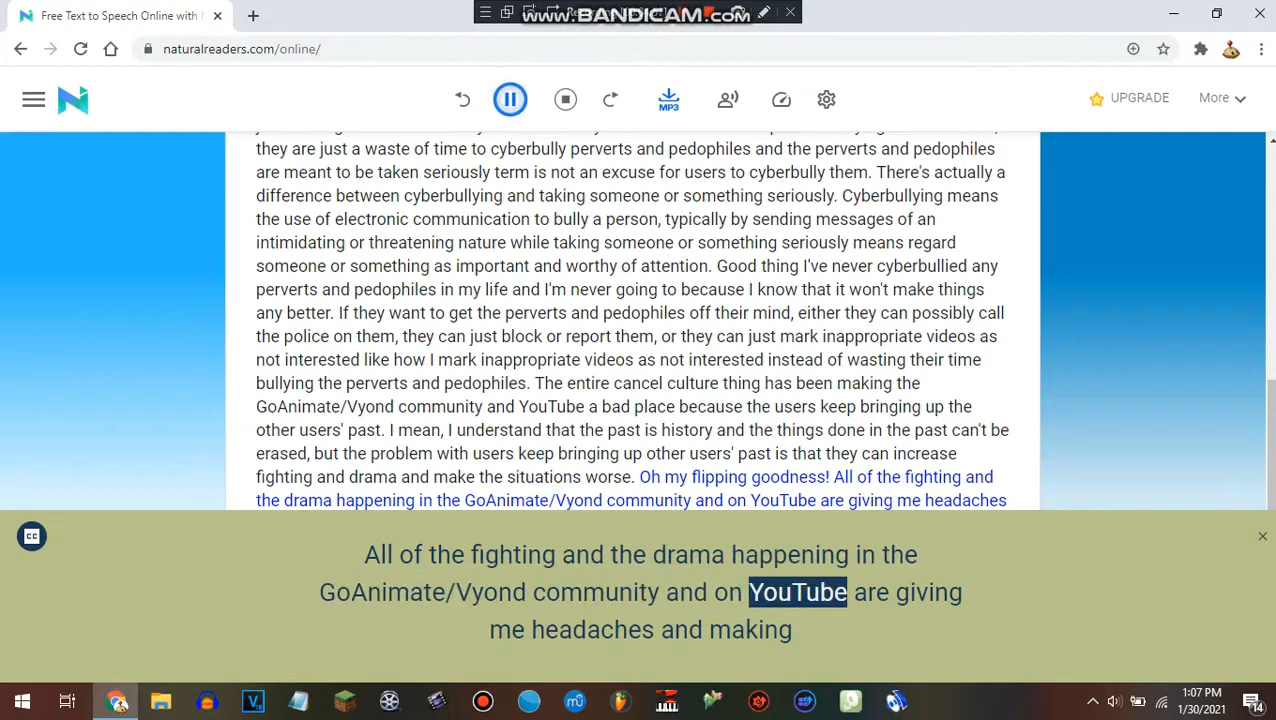 Free Text to Speech Online with N
www.BANDICAM.com
naturalreaders.com/online/
MP3
UPGRADE
More
they are just a waste of time to cyberbully perverts and pedophiles and the perverts and pedophiles
are meant to be taken seriously term is not an excuse for users to cyberbully them. There's actually a
difference between cyberbullying and taking someone or something seriously. Cyberbullying means
the use of electronic communication to bully a person, typically by sending messages of an
intimidating or threatening nature while taking someone or something seriously means regard
someone or something as important and worthy of attention. Good thing I've never cyberbullied any
perverts and pedophiles in my life and I'm never going to because I know that it won't make things
any better. If they want to get the perverts and pedophiles off their mind, either they can possibly call
the police on them, they can just block or report them, or they can just mark inappropriate videos as
not interested like how I mark inappropriate videos as not interested instead of wasting their time
bullying the perverts and pedophiles. The entire cancel culture thing has been making the
GoAnimate/Vyond community and YouTube a bad place because the users keep bringing up the
other users' past. I mean, I understand that the past is history and the things done in the past can't be
erased, but the problem with users keep bringing up other users' past is that they can increase
fighting and drama and make the situations worse. Oh my flipping goodness! All of the fighting and
the drama happening in the GoAnimate/Vyond community and on YouTube are giving me headaches
CC
All of the fighting and the drama happening in the
GoAnimate/Vyond community and on YouTube are giving
me headaches and making
1:07 PM
1/30/2021
14